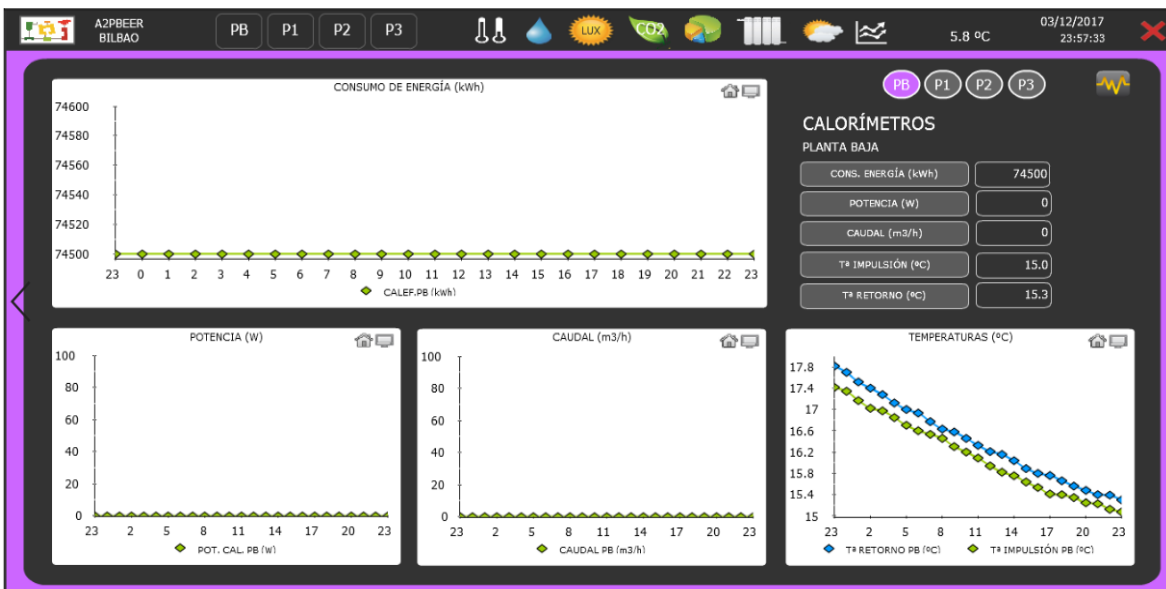 A2PBEER
BILBAO
PB P1 P2 P3
LUX CO2
5.8 ºC
03/12/2017
23:57:33
CONSUMO DE ENERGÍA (kWh)
74600
74580
74560
74540
74520
74500
23 0 1 2 3 4 5 6 7 8 9 10 11 12 13 14 15 16 17 18 19 20 21 22 23
CALEF.PB (kWh)
PB P1 P2 P3
CALORÍMETROS
PLANTA BAJA
CONS. ENERGÍA (kWh) 74500
POTENCIA (W) 0
CAUDAL (m3/h) 0
Tª IMPULSIÓN (ºC) 15.0
Tª RETORNO (ºC) 15.3
POTENCIA (W)
100
80
60
40
20
0
23 2 5 8 11 14 17 20 23
POT. CAL. PB (W)
CAUDAL (m3/h)
100
80
60
40
20
0
23 2 5 8 11 14 17 20 23
CAUDAL PB (m3/h)
TEMPERATURAS (ºC)
17.8
17.4
17
16.6
16.2
15.8
15.4
15
23 2 5 8 11 14 17 20 23
Tª RETORNO PB (ºC) Tª IMPULSIÓN PB (ºC)